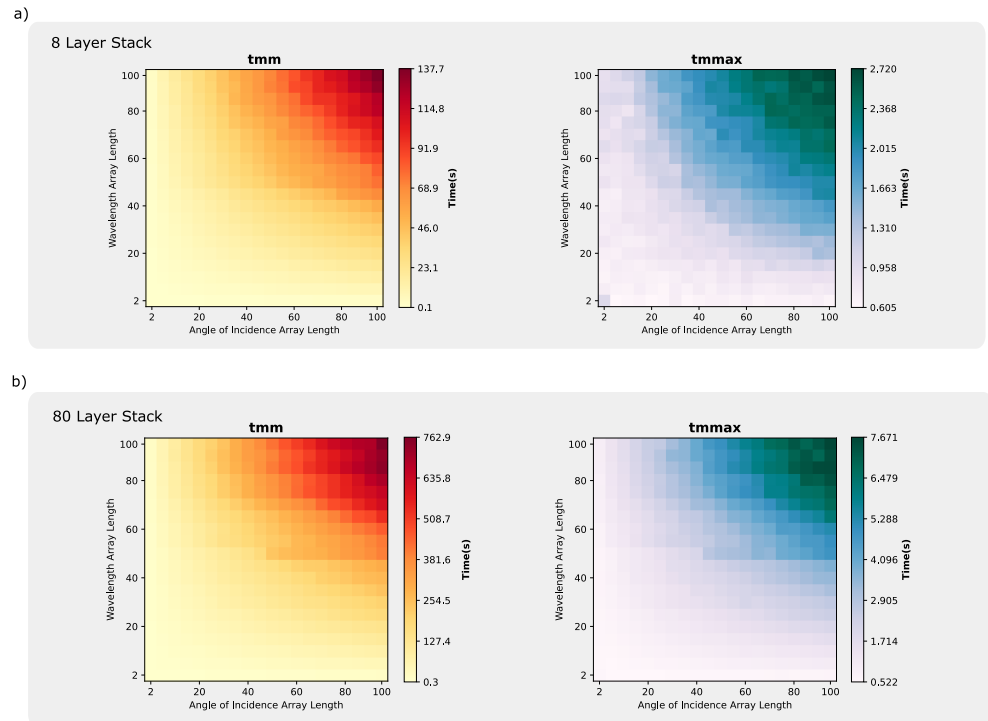 a)
8 Layer Stack
tmm
100
80
60
40
20
2
Wavelength Array Length
2 20 40 60 80 100
Angle of Incidence Array Length
137.7
114.8
91.9
68.9
46.0
23.1
0.1
Time(s)
tmmax
100
80
60
40
20
2
Wavelength Array Length
2 20 40 60 80 100
Angle of Incidence Array Length
2.720
2.368
2.015
1.663
1.310
0.958
0.605
Time(s)
b)
80 Layer Stack
tmm
100
80
60
40
20
2
Wavelength Array Length
2 20 40 60 80 100
Angle of Incidence Array Length
762.9
635.8
508.7
381.6
254.5
127.4
0.3
Time(s)
tmmax
100
80
60
40
20
2
Wavelength Array Length
2 20 40 60 80 100
Angle of Incidence Array Length
7.671
6.479
5.288
4.096
2.905
1.714
0.522
Time(s)